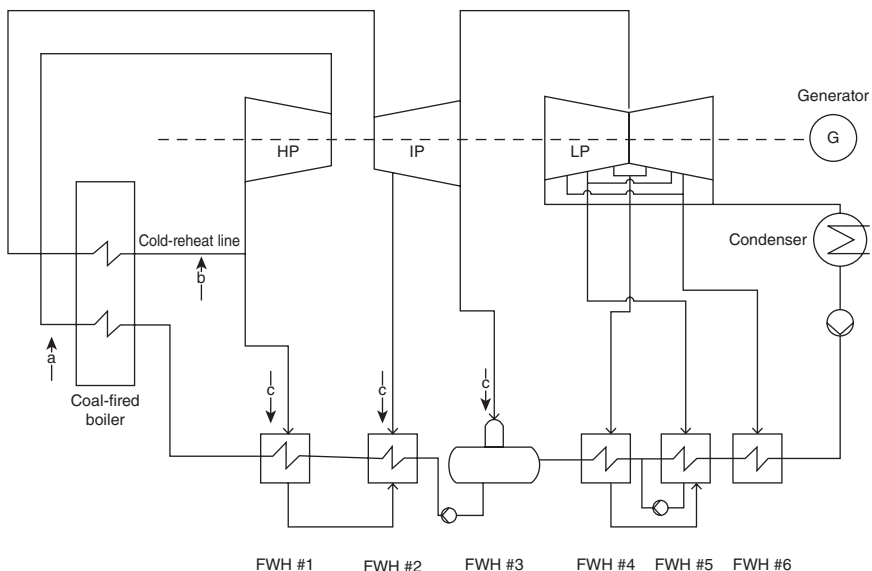 Generator
G
HP
IP
LP
Cold-reheat line
Condenser
b
a
Coal-fired
boiler
c
c
c
FWH #1
FWH #2
FWH #3
FWH #4
FWH #5
FWH #6